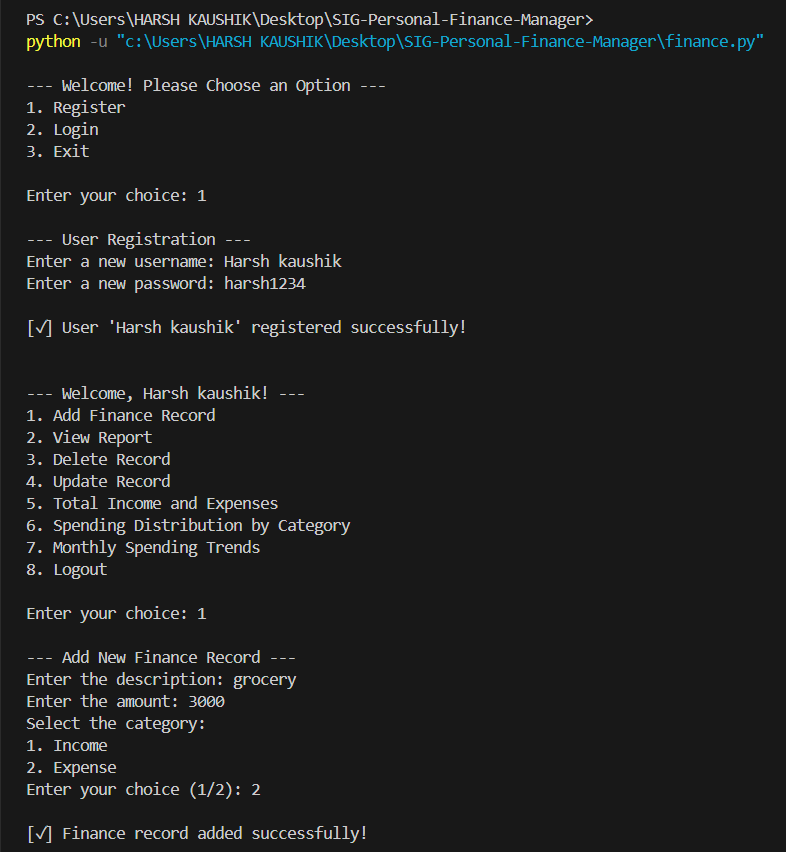 PS C:\Users\HARSH KAUSHIK\Desktop\SIG-Personal-Finance-Manager>
python -u "c:\Users\HARSH KAUSHIK\Desktop\SIG-Personal-Finance-Manager\finance.py"
--- Welcome! Please Choose an Option ---
1. Register
2. Login
3. Exit
Enter your choice: 1
--- User Registration ---
Enter a new username: Harsh kaushik
Enter a new password: harsh1234
[✓] User 'Harsh kaushik' registered successfully!
--- Welcome, Harsh kaushik! ---
1. Add Finance Record
2. View Report
3. Delete Record
4. Update Record
5. Total Income and Expenses
6. Spending Distribution by Category
7. Monthly Spending Trends
8. Logout
Enter your choice: 1
--- Add New Finance Record ---
Enter the description: grocery
Enter the amount: 3000
Select the category:
1. Income
2. Expense
Enter your choice (1/2): 2
[✓] Finance record added successfully!